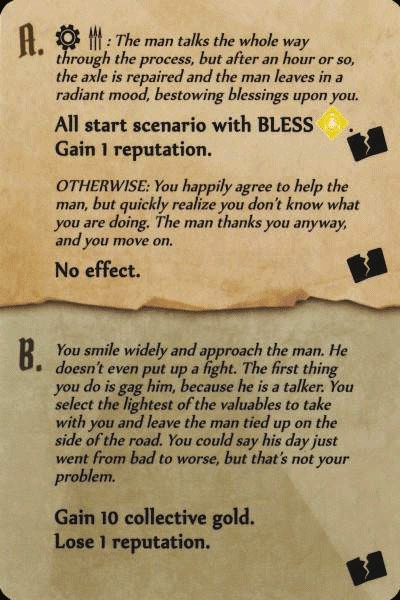 A. : The man talks the whole way
through the process, but after an hour or so,
the axle is repaired and the man leaves in a
radiant mood, bestowing blessings upon you.
All start scenario with BLESS .
Gain 1 reputation.
OTHERWISE: You happily agree to help the
man, but quickly realize you don't know what
you are doing. The man thanks you anyway,
and you move on.
No effect.
B. You smile widely and approach the man. He
doesn't even put up a fight. The first thing
you do is gag him, because he is a talker. You
select the lightest of the valuables to take
with you and leave the man tied up on the
side of the road. You could say his day just
went from bad to worse, but that's not your
problem.
Gain 10 collective gold.
Lose 1 reputation.